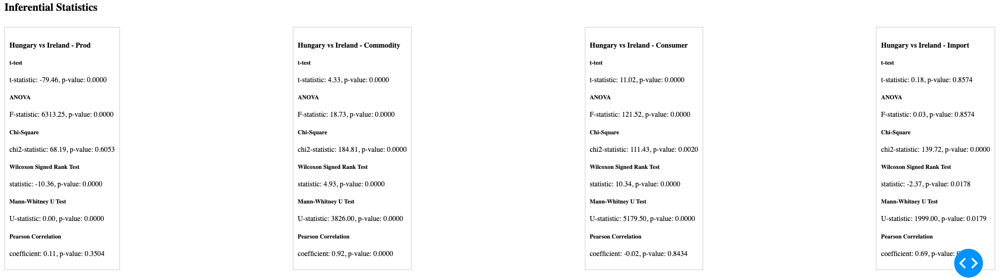 Inferential Statistics
Hungary vs Ireland - Prod
t-test
t-statistic: -79.46, p-value: 0.0000
ANOVA
F-statistic: 6313.25, p-value: 0.0000
Chi-Square
chi2-statistic: 68.19, p-value: 0.6053
Wilcoxon Signed Rank Test
statistic: -10.36, p-value: 0.0000
Mann-Whitney U Test
U-statistic: 0.00, p-value: 0.0000
Pearson Correlation
coefficient: 0.11, p-value: 0.3504
Hungary vs Ireland - Commodity
t-test
t-statistic: 4.33, p-value: 0.0000
ANOVA
F-statistic: 18.73, p-value: 0.0000
Chi-Square
chi2-statistic: 184.81, p-value: 0.0000
Wilcoxon Signed Rank Test
statistic: 4.93, p-value: 0.0000
Mann-Whitney U Test
U-statistic: 3826.00, p-value: 0.0000
Pearson Correlation
coefficient: 0.92, p-value: 0.0000
Hungary vs Ireland - Consumer
t-test
t-statistic: 11.02, p-value: 0.0000
ANOVA
F-statistic: 121.52, p-value: 0.0000
Chi-Square
chi2-statistic: 111.43, p-value: 0.0020
Wilcoxon Signed Rank Test
statistic: 10.34, p-value: 0.0000
Mann-Whitney U Test
U-statistic: 5179.50, p-value: 0.0000
Pearson Correlation
coefficient: -0.02, p-value: 0.8434
Hungary vs Ireland - Import
t-test
t-statistic: 0.18, p-value: 0.8574
ANOVA
F-statistic: 0.03, p-value: 0.8574
Chi-Square
chi2-statistic: 139.72, p-value: 0.0000
Wilcoxon Signed Rank Test
statistic: -2.37, p-value: 0.0178
Mann-Whitney U Test
U-statistic: 1999.00, p-value: 0.0179
Pearson Correlation
coefficient: 0.69, p-value: